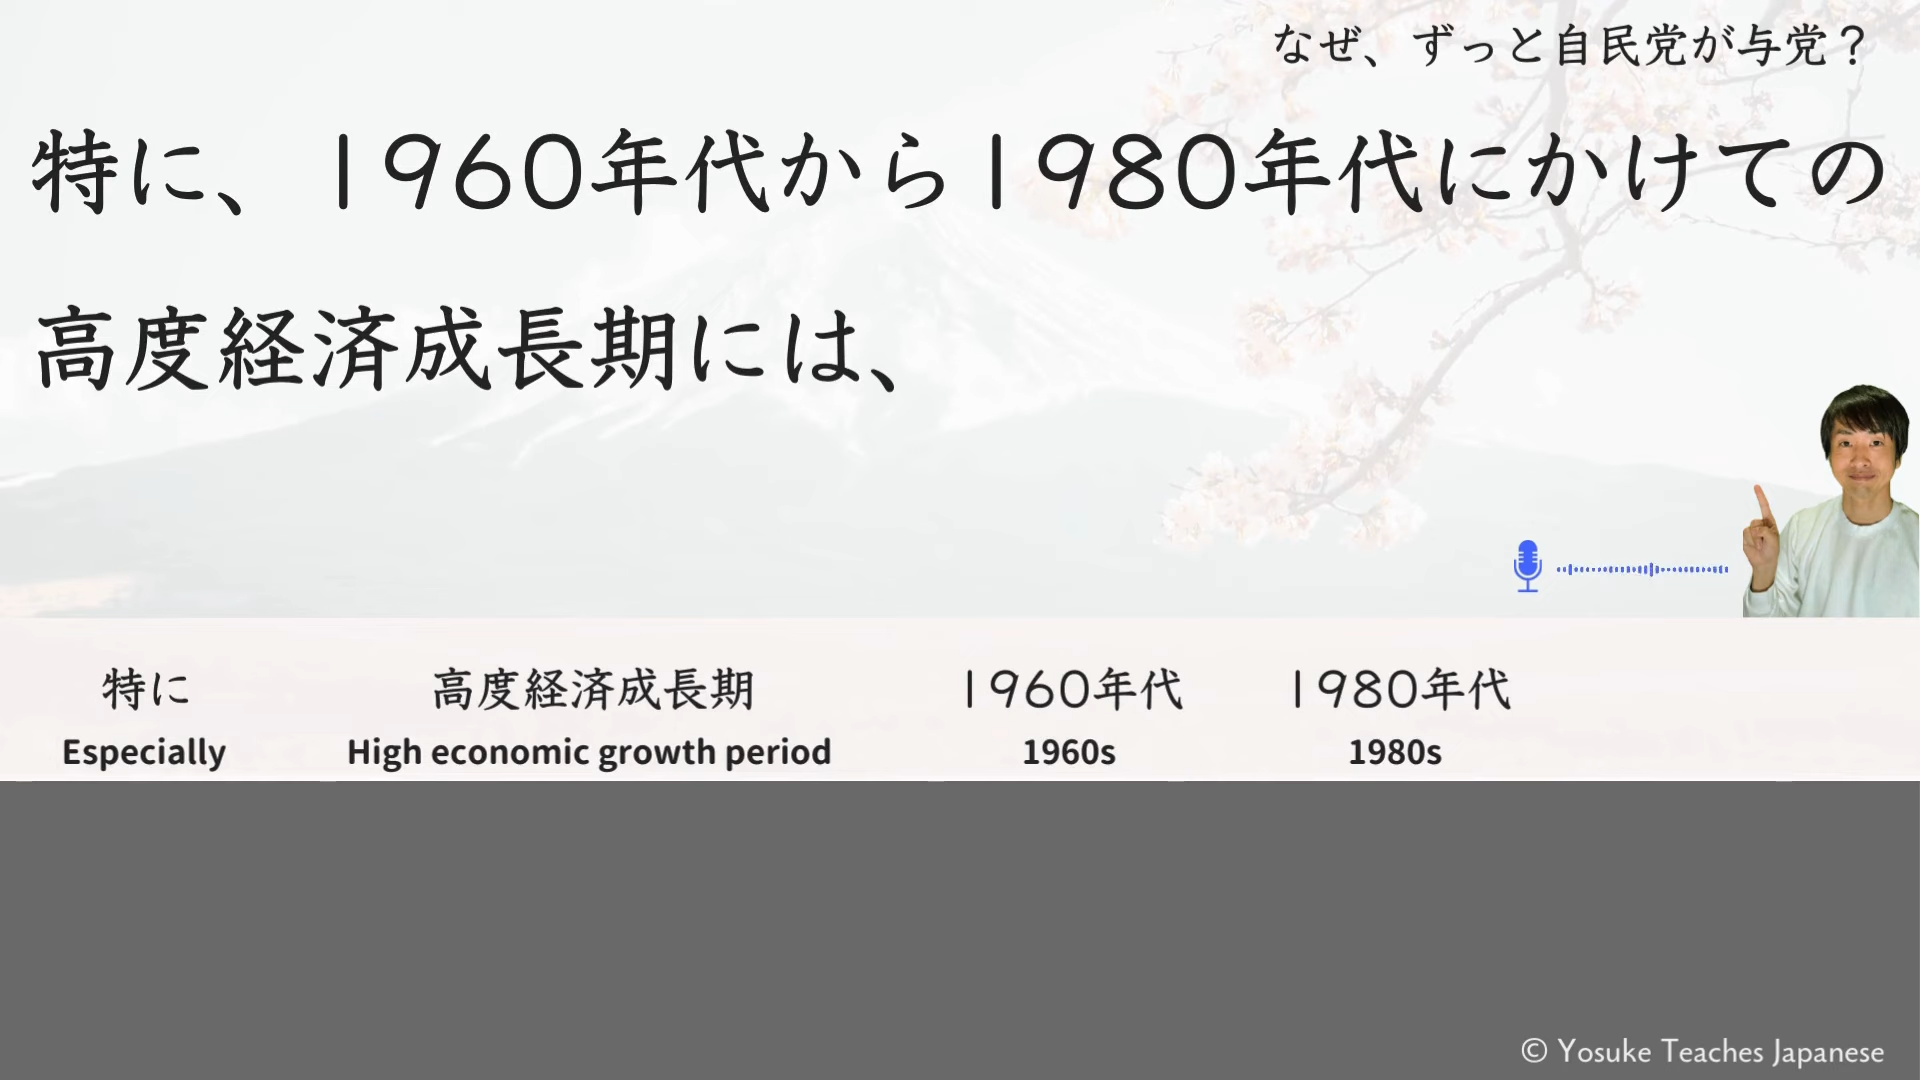 なぜ、ずっと自民党が与党？
特に、1960年代から1980年代にかけての
高度経済成長期には、
特に 高度経済成長期 1960年代 1980年代
Especially High economic growth period 1960s 1980s
© Yosuke Teaches Japanese